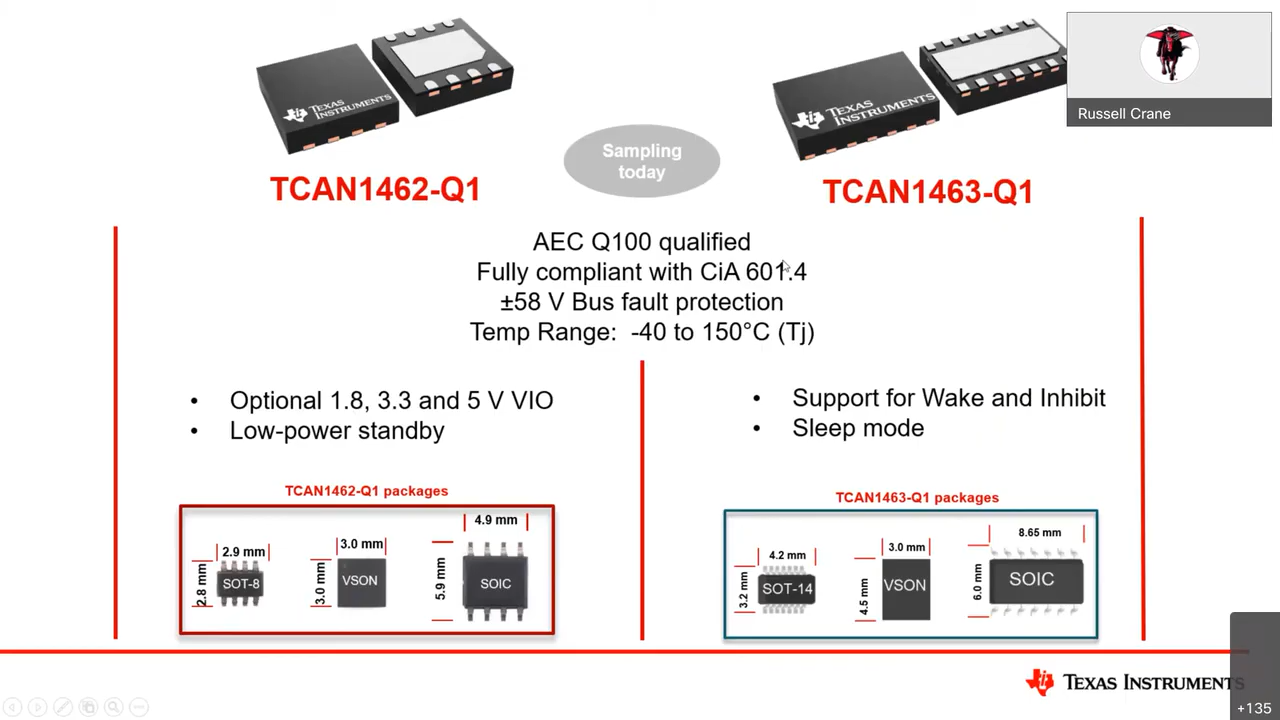 TEXAS INSTRUMENTS
TEXAS INSTRUMENTS
Russell Crane
Sampling today
TCAN1462-Q1
TCAN1463-Q1
AEC Q100 qualified
Fully compliant with CiA 601.4
±58 V Bus fault protection
Temp Range: -40 to 150°C (Tj)
• Optional 1.8, 3.3 and 5 V VIO
• Low-power standby
• Support for Wake and Inhibit
• Sleep mode
TCAN1462-Q1 packages
2.9 mm
2.8 mm
SOT-8
3.0 mm
3.0 mm
VSON
4.9 mm
5.9 mm
SOIC
TCAN1463-Q1 packages
4.2 mm
3.2 mm
SOT-14
3.0 mm
4.5 mm
VSON
8.65 mm
6.0 mm
SOIC
TEXAS INSTRUMENTS
+135